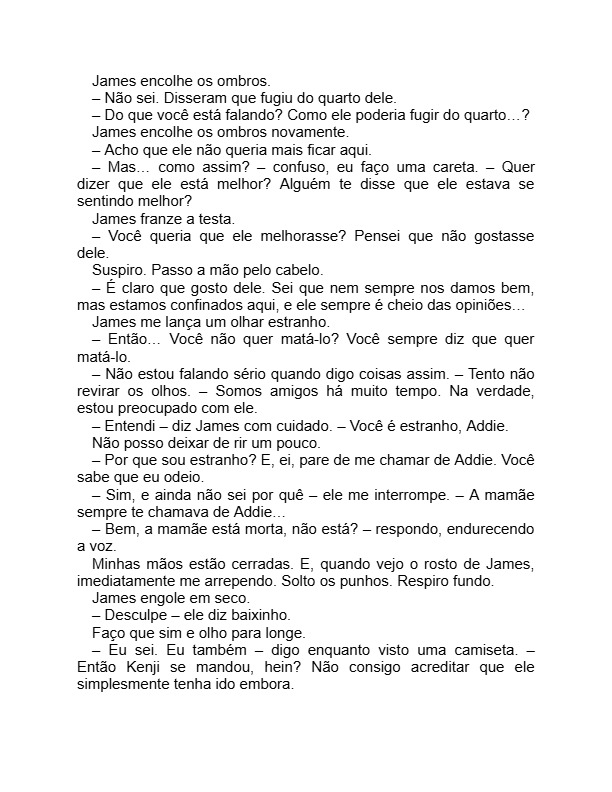 James encolhe os ombros.
– Não sei. Disseram que fugiu do quarto dele.
– Do que você está falando? Como ele poderia fugir do quarto…?
James encolhe os ombros novamente.
– Acho que ele não queria mais ficar aqui.
– Mas… como assim? – confuso, eu faço uma careta. – Quer
dizer que ele está melhor? Alguém te disse que ele estava se
sentindo melhor?
James franze a testa.
– Você queria que ele melhorasse? Pensei que não gostasse
dele.
Suspiro. Passo a mão pelo cabelo.
– É claro que gosto dele. Sei que nem sempre nos damos bem,
mas estamos confinados aqui, e ele sempre é cheio das opiniões…
James me lança um olhar estranho.
– Então… Você não quer matá-lo? Você sempre diz que quer
matá-lo.
– Não estou falando sério quando digo coisas assim. – Tento não
revirar os olhos. – Somos amigos há muito tempo. Na verdade,
estou preocupado com ele.
– Entendi – diz James com cuidado. – Você é estranho, Addie.
Não posso deixar de rir um pouco.
– Por que sou estranho? E, ei, pare de me chamar de Addie. Você
sabe que eu odeio.
– Sim, e ainda não sei por quê – ele me interrompe. – A mamãe
sempre te chamava de Addie…
– Bem, a mamãe está morta, não está? – respondo, endurecendo
a voz.
Minhas mãos estão cerradas. E, quando vejo o rosto de James,
imediatamente me arrependo. Solto os punhos. Respiro fundo.
James engole em seco.
– Desculpe – ele diz baixinho.
Faço que sim e olho para longe.
– Eu sei. Eu também – digo enquanto visto uma camiseta. –
Então Kenji se mandou, hein? Não consigo acreditar que ele
simplesmente tenha ido embora.